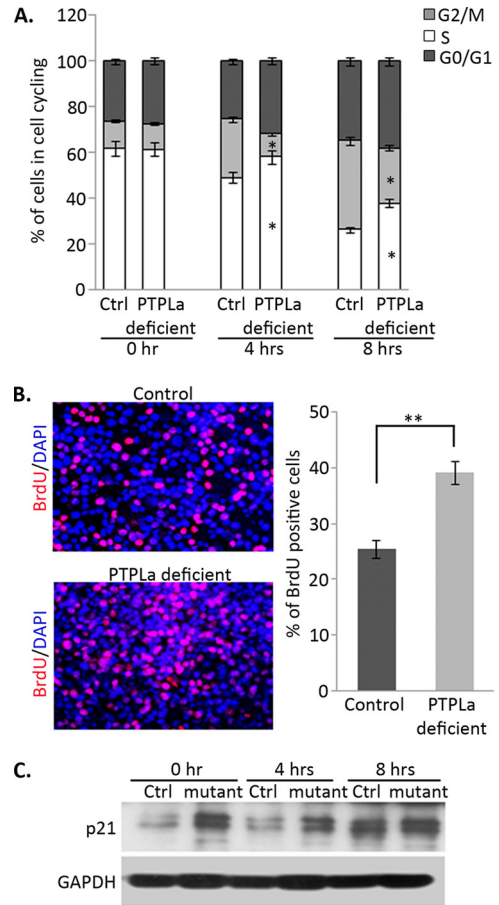 A.
G2/M
S
G0/G1
% of cells in cell cycling
120
100
80
60
40
20
0
* * * *
Ctrl PTPLa Ctrl PTPLa Ctrl PTPLa
deficient deficient deficient
0 hr 4 hrs 8 hrs
B.
Control
BrdU/DAPI
PTPLa deficient
BrdU/DAPI
% of BrdU positive cells
50
40
30
20
10
0
**
Control PTPLa
deficient
C.
0 hr 4 hrs 8 hrs
Ctrl mutant Ctrl mutant Ctrl mutant
p21
GAPDH